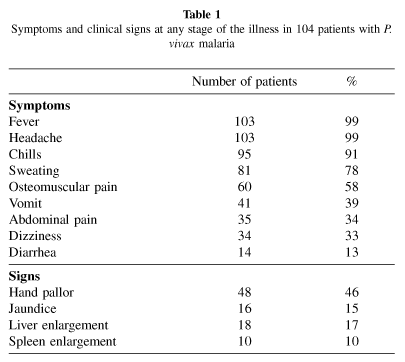 Table 1
Symptoms and clinical signs at any stage of the illness in 104 patients with P.
vivax malaria
Number of patients %
Symptoms
Fever 103 99
Headache 103 99
Chills 95 91
Sweating 81 78
Osteomuscular pain 60 58
Vomit 41 39
Abdominal pain 35 34
Dizziness 34 33
Diarrhea 14 13
Signs
Hand pallor 48 46
Jaundice 16 15
Liver enlargement 18 17
Spleen enlargement 10 10